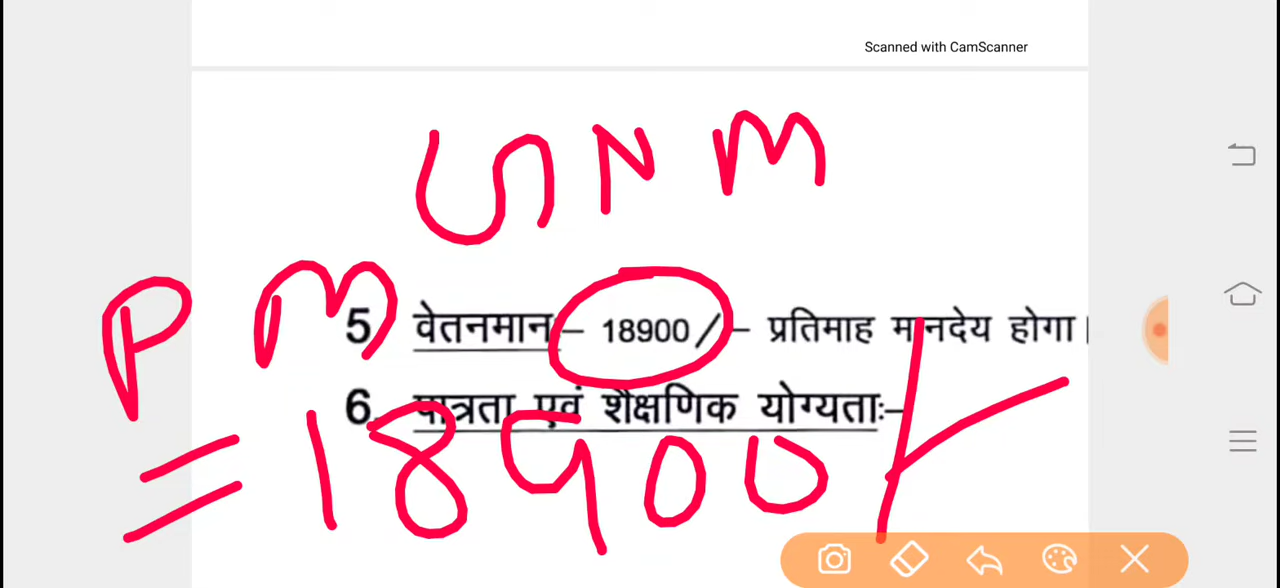 Scanned with CamScanner
GNM
5) वेतनमान – 18900/– प्रतिमाह मानदेय होगा।
PM
6. पात्रता एवं शैक्षणिक योग्यताः–
= 18900/-